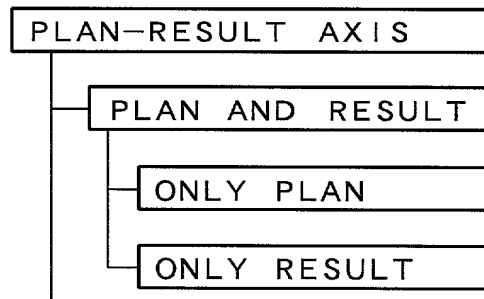 PLAN-RESULT AXIS
PLAN AND RESULT
ONLY PLAN
ONLY RESULT